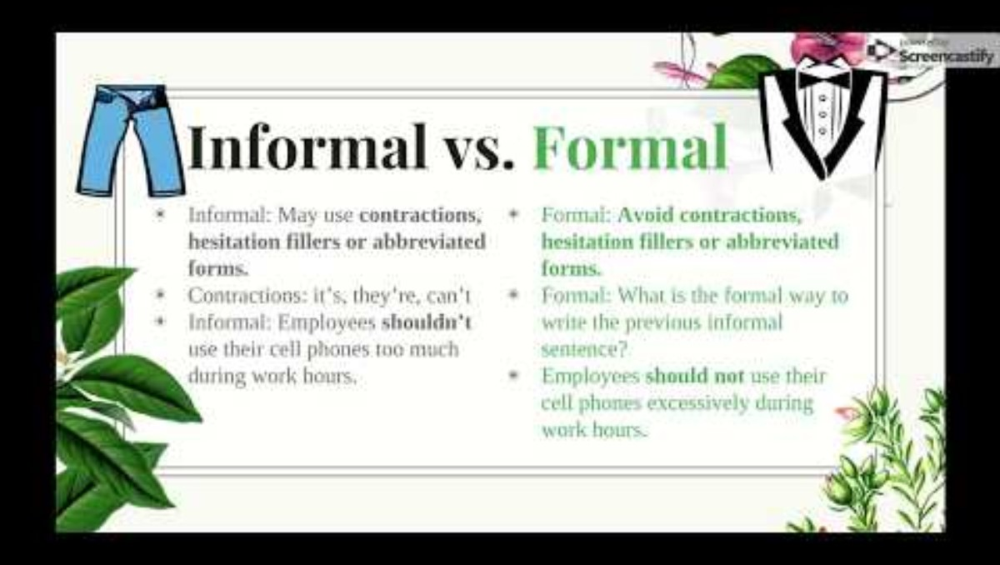 powered by
Screencastify
Informal vs. Formal
* Informal: May use contractions,
hesitation fillers or abbreviated
forms.
* Contractions: it's, they're, can't
* Informal: Employees shouldn't
use their cell phones too much
during work hours.
* Formal: Avoid contractions,
hesitation fillers or abbreviated
forms.
* Formal: What is the formal way to
write the previous informal
sentence?
* Employees should not use their
cell phones excessively during
work hours.